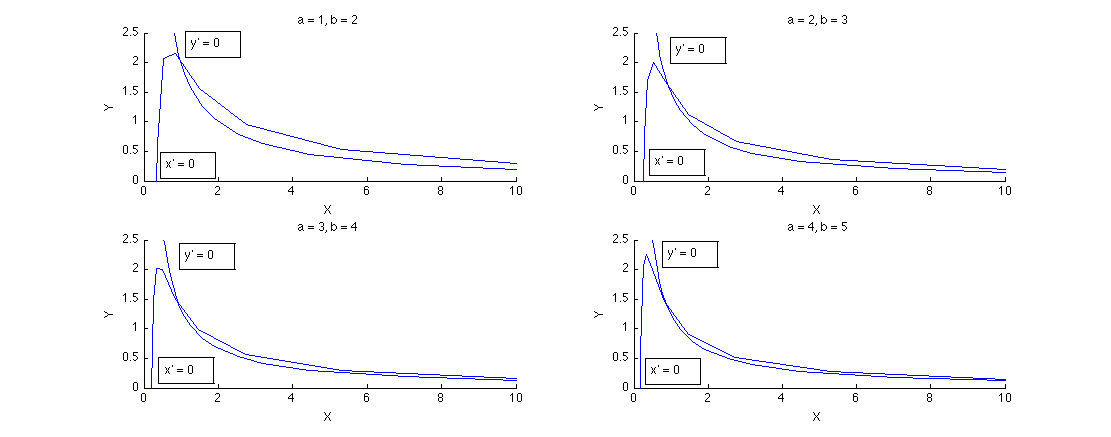 a = 1, b = 2
2.5
2
1.5
1
0.5
0
Y
y' = 0
x' = 0
0
2
4
6
8
10
X
a = 2, b = 3
2.5
2
1.5
1
0.5
0
Y
y' = 0
x' = 0
0
2
4
6
8
10
X
a = 3, b = 4
2.5
2
1.5
1
0.5
0
Y
y' = 0
x' = 0
0
2
4
6
8
10
X
a = 4, b = 5
2.5
2
1.5
1
0.5
0
Y
y' = 0
x' = 0
0
2
4
6
8
10
X